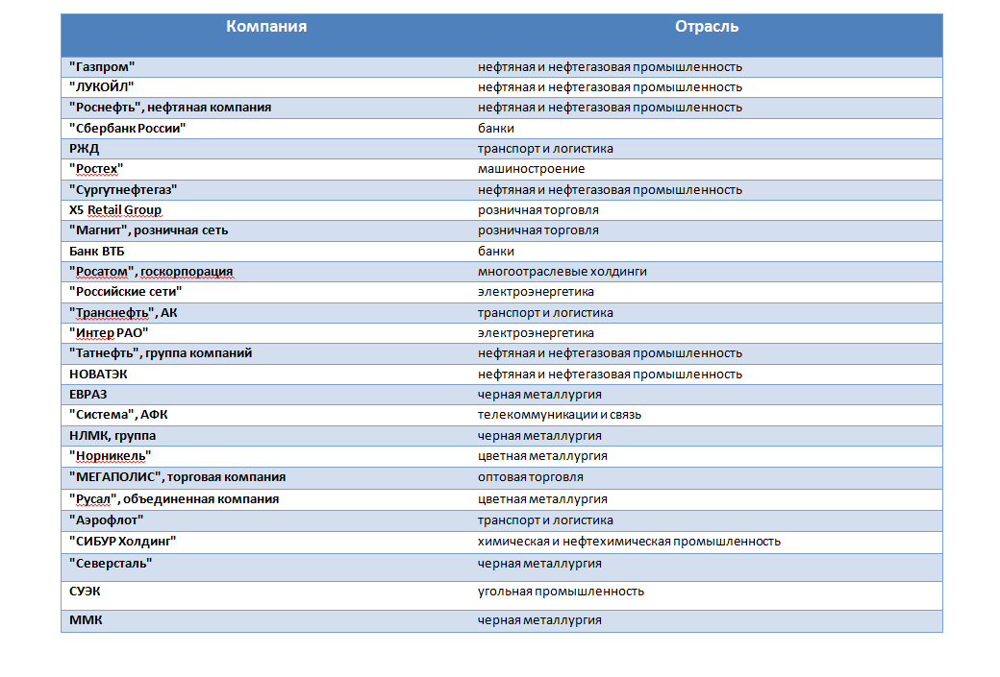 Компания Отрасль
"Газпром" нефтяная и нефтегазовая промышленность
"ЛУКОЙЛ" нефтяная и нефтегазовая промышленность
"Роснефть", нефтяная компания нефтяная и нефтегазовая промышленность
"Сбербанк России" банки
РЖД транспорт и логистика
"Ростех" машиностроение
"Сургутнефтегаз" нефтяная и нефтегазовая промышленность
X5 Retail Group розничная торговля
"Магнит", розничная сеть розничная торговля
Банк ВТБ банки
"Росатом", госкорпорация многоотраслевые холдинги
"Российские сети" электроэнергетика
"Транснефть", АК транспорт и логистика
"Интер РАО" электроэнергетика
"Татнефть", группа компаний нефтяная и нефтегазовая промышленность
НОВАТЭК нефтяная и нефтегазовая промышленность
ЕВРАЗ черная металлургия
"Система", АФК телекоммуникации и связь
НЛМК, группа черная металлургия
"Норникель" цветная металлургия
"МЕГАПОЛИС", торговая компания оптовая торговля
"Русал", объединенная компания цветная металлургия
"Аэрофлот" транспорт и логистика
"СИБУР Холдинг" химическая и нефтехимическая промышленность
"Северсталь" черная металлургия
СУЭК угольная промышленность
ММК черная металлургия